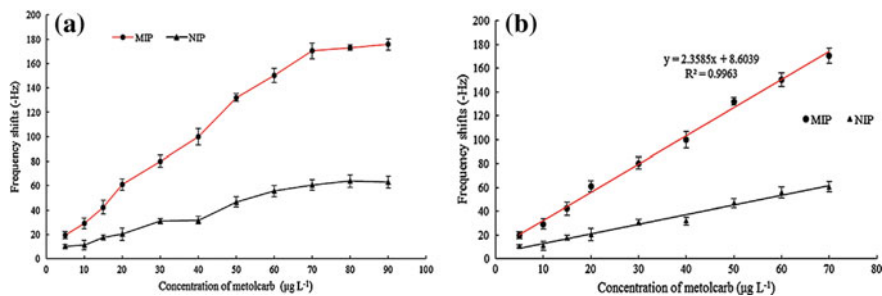 (a)
MIP NIP
Frequency shifts (-Hz)
200
180
160
140
120
100
80
60
40
20
0
0 10 20 30 40 50 60 70 80 90 100
Concentration of metolcarb (µg L-1)
(b)
y = 2.3585x + 8.6039
R² = 0.9963
MIP NIP
Frequency shifts (-Hz)
200
180
160
140
120
100
80
60
40
20
0
0 10 20 30 40 50 60 70 80
Concentration of metolcarb (µg L-1)